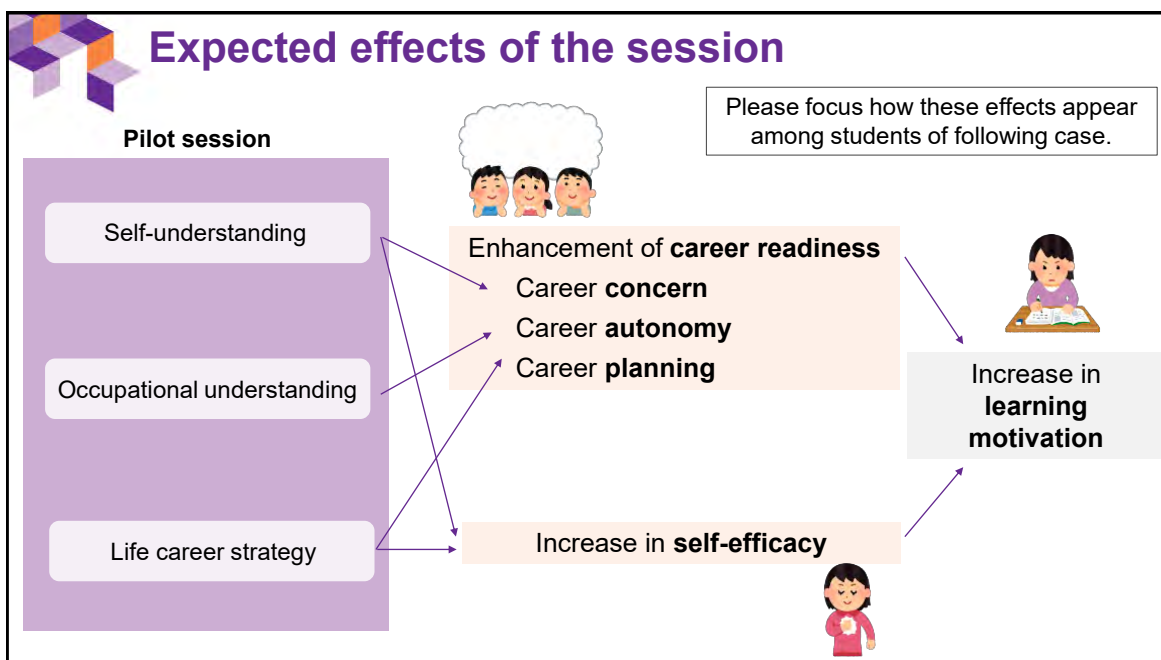 Expected effects of the session
Please focus how these effects appear
among students of following case.
Pilot session
Self-understanding
Occupational understanding
Life career strategy
Enhancement of career readiness
Career concern
Career autonomy
Career planning
Increase in self-efficacy
Increase in
learning
motivation